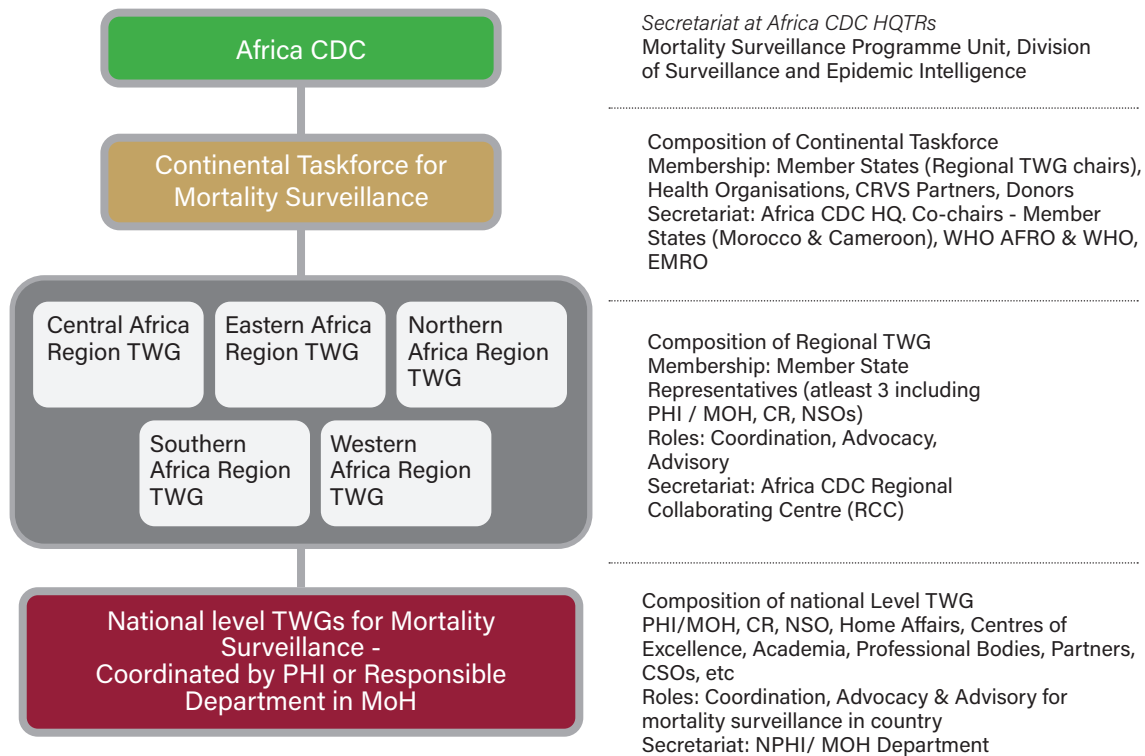 Africa CDC
Secretariat at Africa CDC HQTRs
Mortality Surveillance Programme Unit, Division
of Surveillance and Epidemic Intelligence
Continental Taskforce for
Mortality Surveillance
Composition of Continental Taskforce
Membership: Member States (Regional TWG chairs),
Health Organisations, CRVS Partners, Donors
Secretariat: Africa CDC HQ. Co-chairs - Member
States (Morocco & Cameroon), WHO AFRO & WHO,
EMRO
Central Africa
Region TWG
Eastern Africa
Region TWG
Northern
Africa Region
TWG
Southern
Africa Region
TWG
Western
Africa Region
TWG
Composition of Regional TWG
Membership: Member State
Representatives (atleast 3 including
PHI / MOH, CR, NSOs)
Roles: Coordination, Advocacy,
Advisory
Secretariat: Africa CDC Regional
Collaborating Centre (RCC)
National level TWGs for Mortality
Surveillance -
Coordinated by PHI or Responsible
Department in MoH
Composition of national Level TWG
PHI/MOH, CR, NSO, Home Affairs, Centres of
Excellence, Academia, Professional Bodies, Partners,
CSOs, etc
Roles: Coordination, Advocacy & Advisory for
mortality surveillance in country
Secretariat: NPHI/ MOH Department